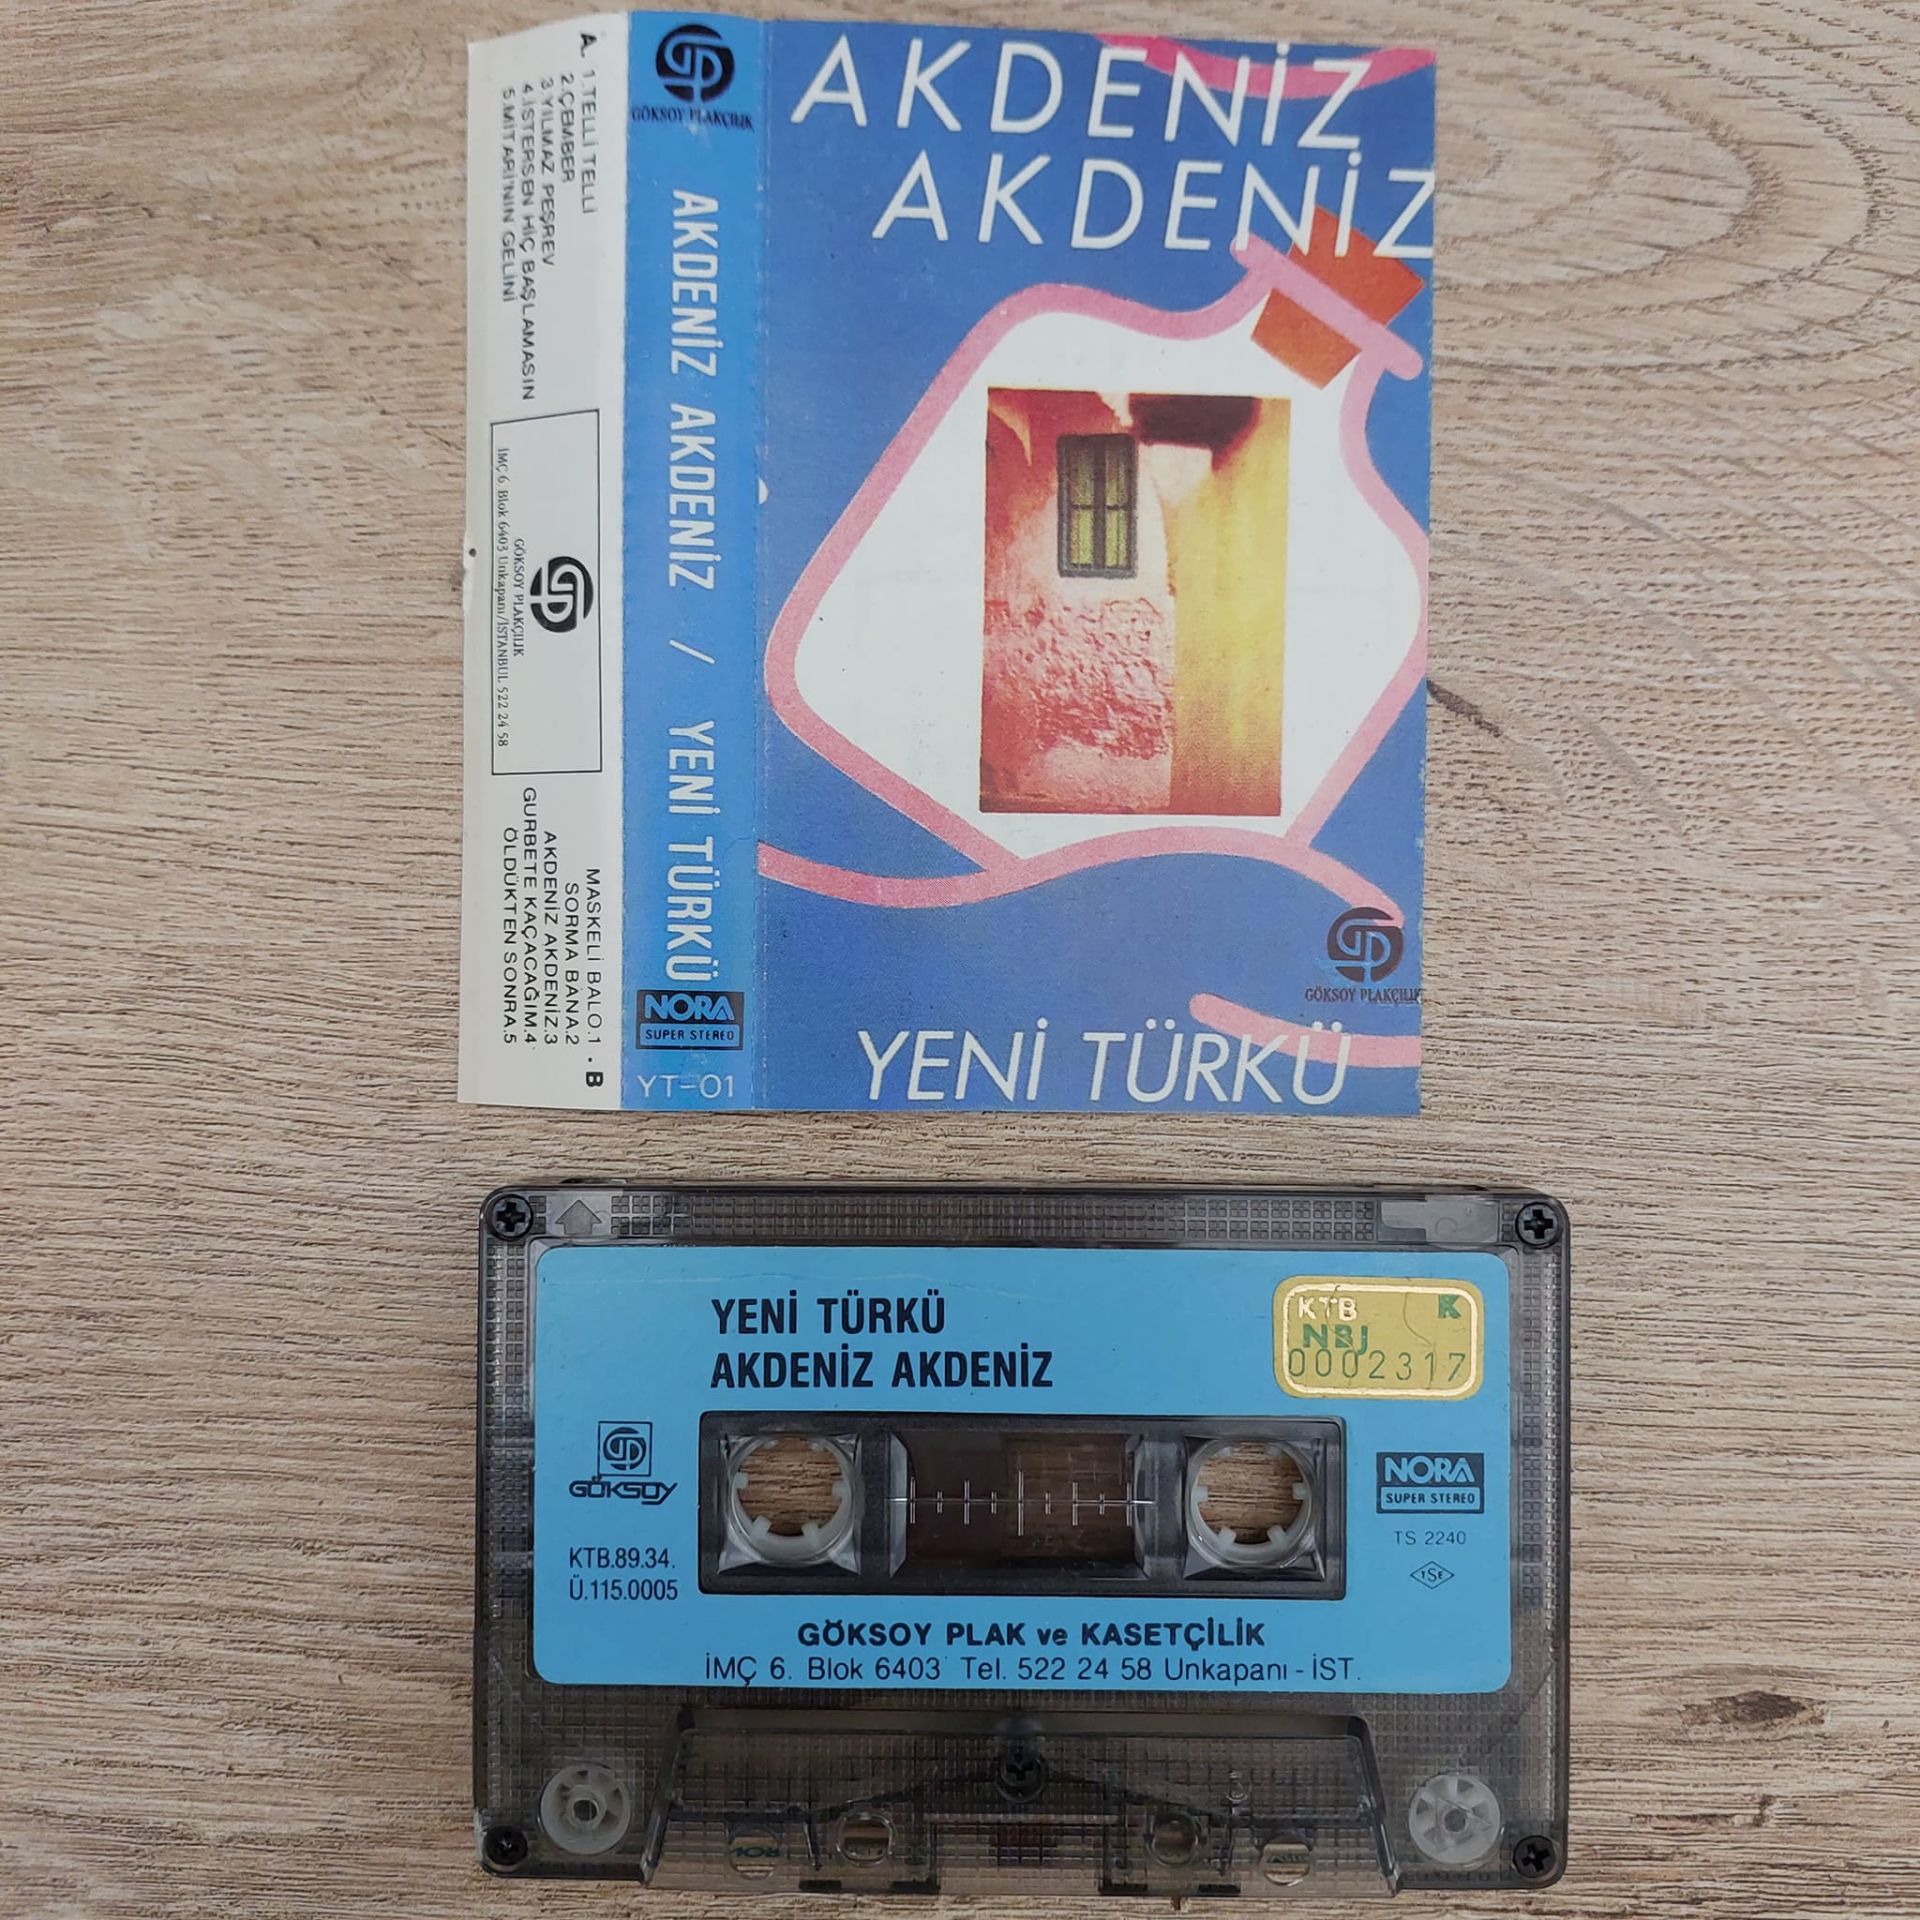 A. 1.TELLİ TELLİ
2.ÇEMBER
3.YILMAZ PEŞREV
4.İSTERSEN HİÇ BAŞLAMASIN
5.MİTARİ'NİN GELİNİ
GÖKSOY PLAKÇILIK
İMÇ 6. Blok 6403 Unkapanı/İSTANBUL 522 24 58
MASKELİ BALO.1 • B
SORMA BANA.2
AKDENİZ AKDENİZ.3
GURBETE KAÇACAĞIM.4
ÖLDÜKTEN SONRA.5
GÖKSOY PLAKÇILIK
AKDENİZ AKDENİZ / YENİ TÜRKÜ
NORA
SUPER STEREO
YT-01
AKDENİZ
AKDENİZ
GÖKSOY PLAKÇILIK
YENİ TÜRKÜ
YENİ TÜRKÜ
AKDENİZ AKDENİZ
KTB K
NBJ
0002317
GÖKSOY
KTB.89.34.
Ü.115.0005
NORA
SUPER STEREO
TS 2240
TSE
GÖKSOY PLAK ve KASETÇİLİK
İMÇ 6. Blok 6403 Tel. 522 24 58 Unkapanı - İST.